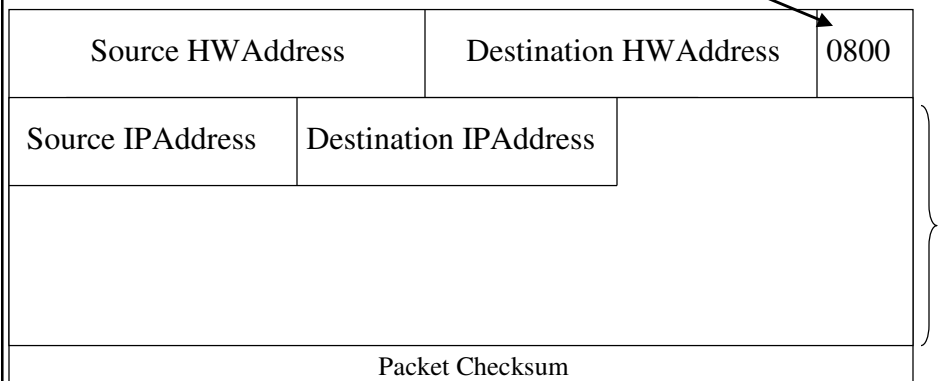 Source HWAddress Destination HWAddress 0800
Source IPAddress Destination IPAddress
Packet Checksum